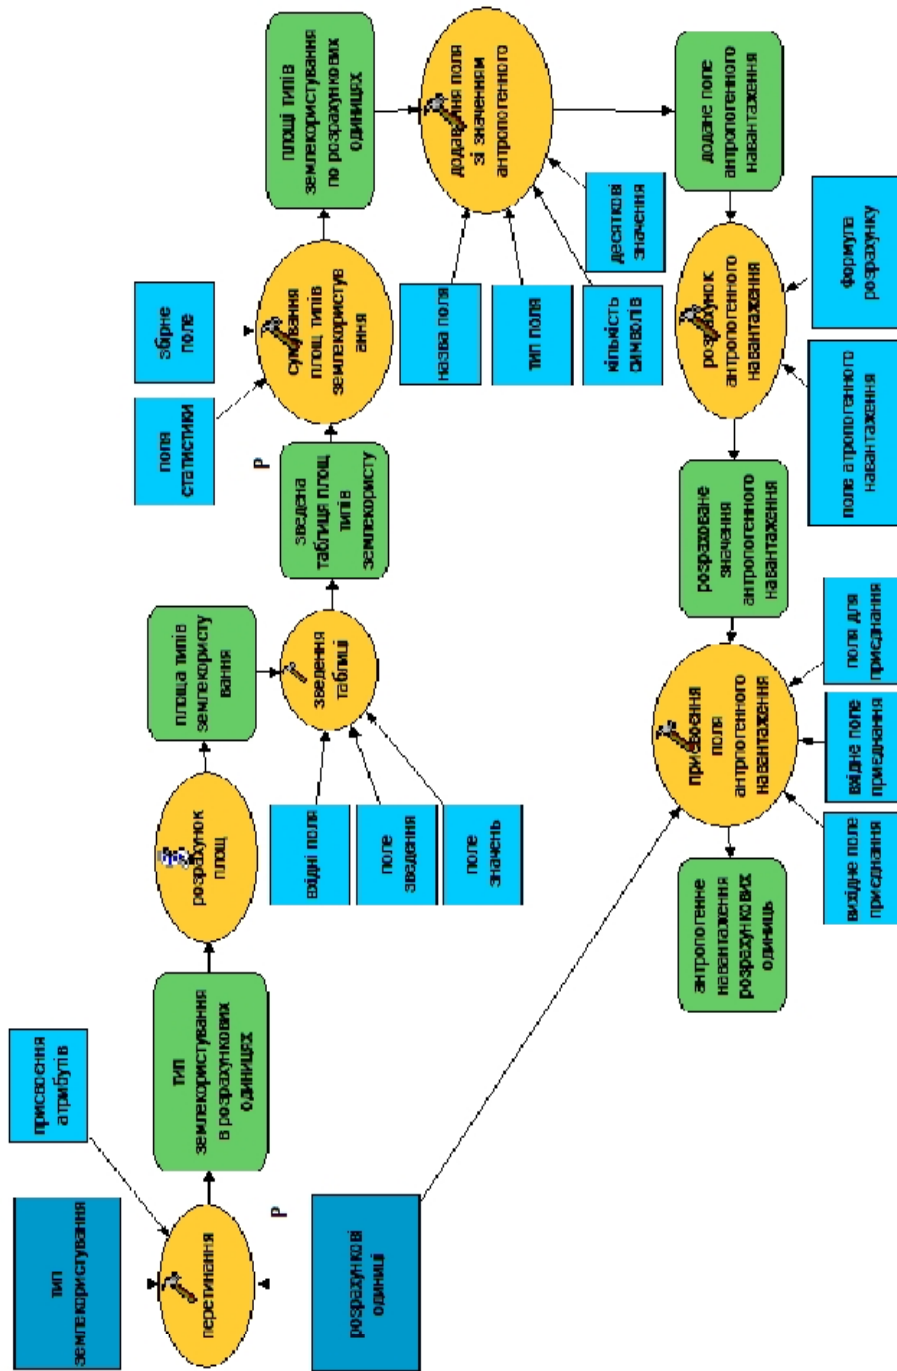 тип
землекористування
присвоєння
атрибутів
перетинання
P
розрахункові
одиниці
тип
землекористування
в розрахункових
одиницях
розрахунок
площ
площа типів
землекористу
вання
вхідні поля
поле
зведення
поле
значень
зведення
таблиці
зведена
таблиця площ
типів
землекористу
P
поля
статистики
збірне
поле
сумування
площ типів
землекористув
ання
площі типів
землекористування
по розрахункових
одиницях
назва поля
тип поля
кількість
символів
десяткові
значення
додавання поля
зі значенням
антропогенного
додане поле
антропогенного
навантаження
розрахунок
антропогенного
навантаження
формула
розрахунку
поле атропогенного
навантаження
розраховане
значення
антропогенного
навантаження
присвоєння
поля
антрпогенного
навантаження
поля для
приєднання
вхідне поле
приєднання
вихідне поле
приєднання
антропогенне
навантаження
розрахункових
одиниць